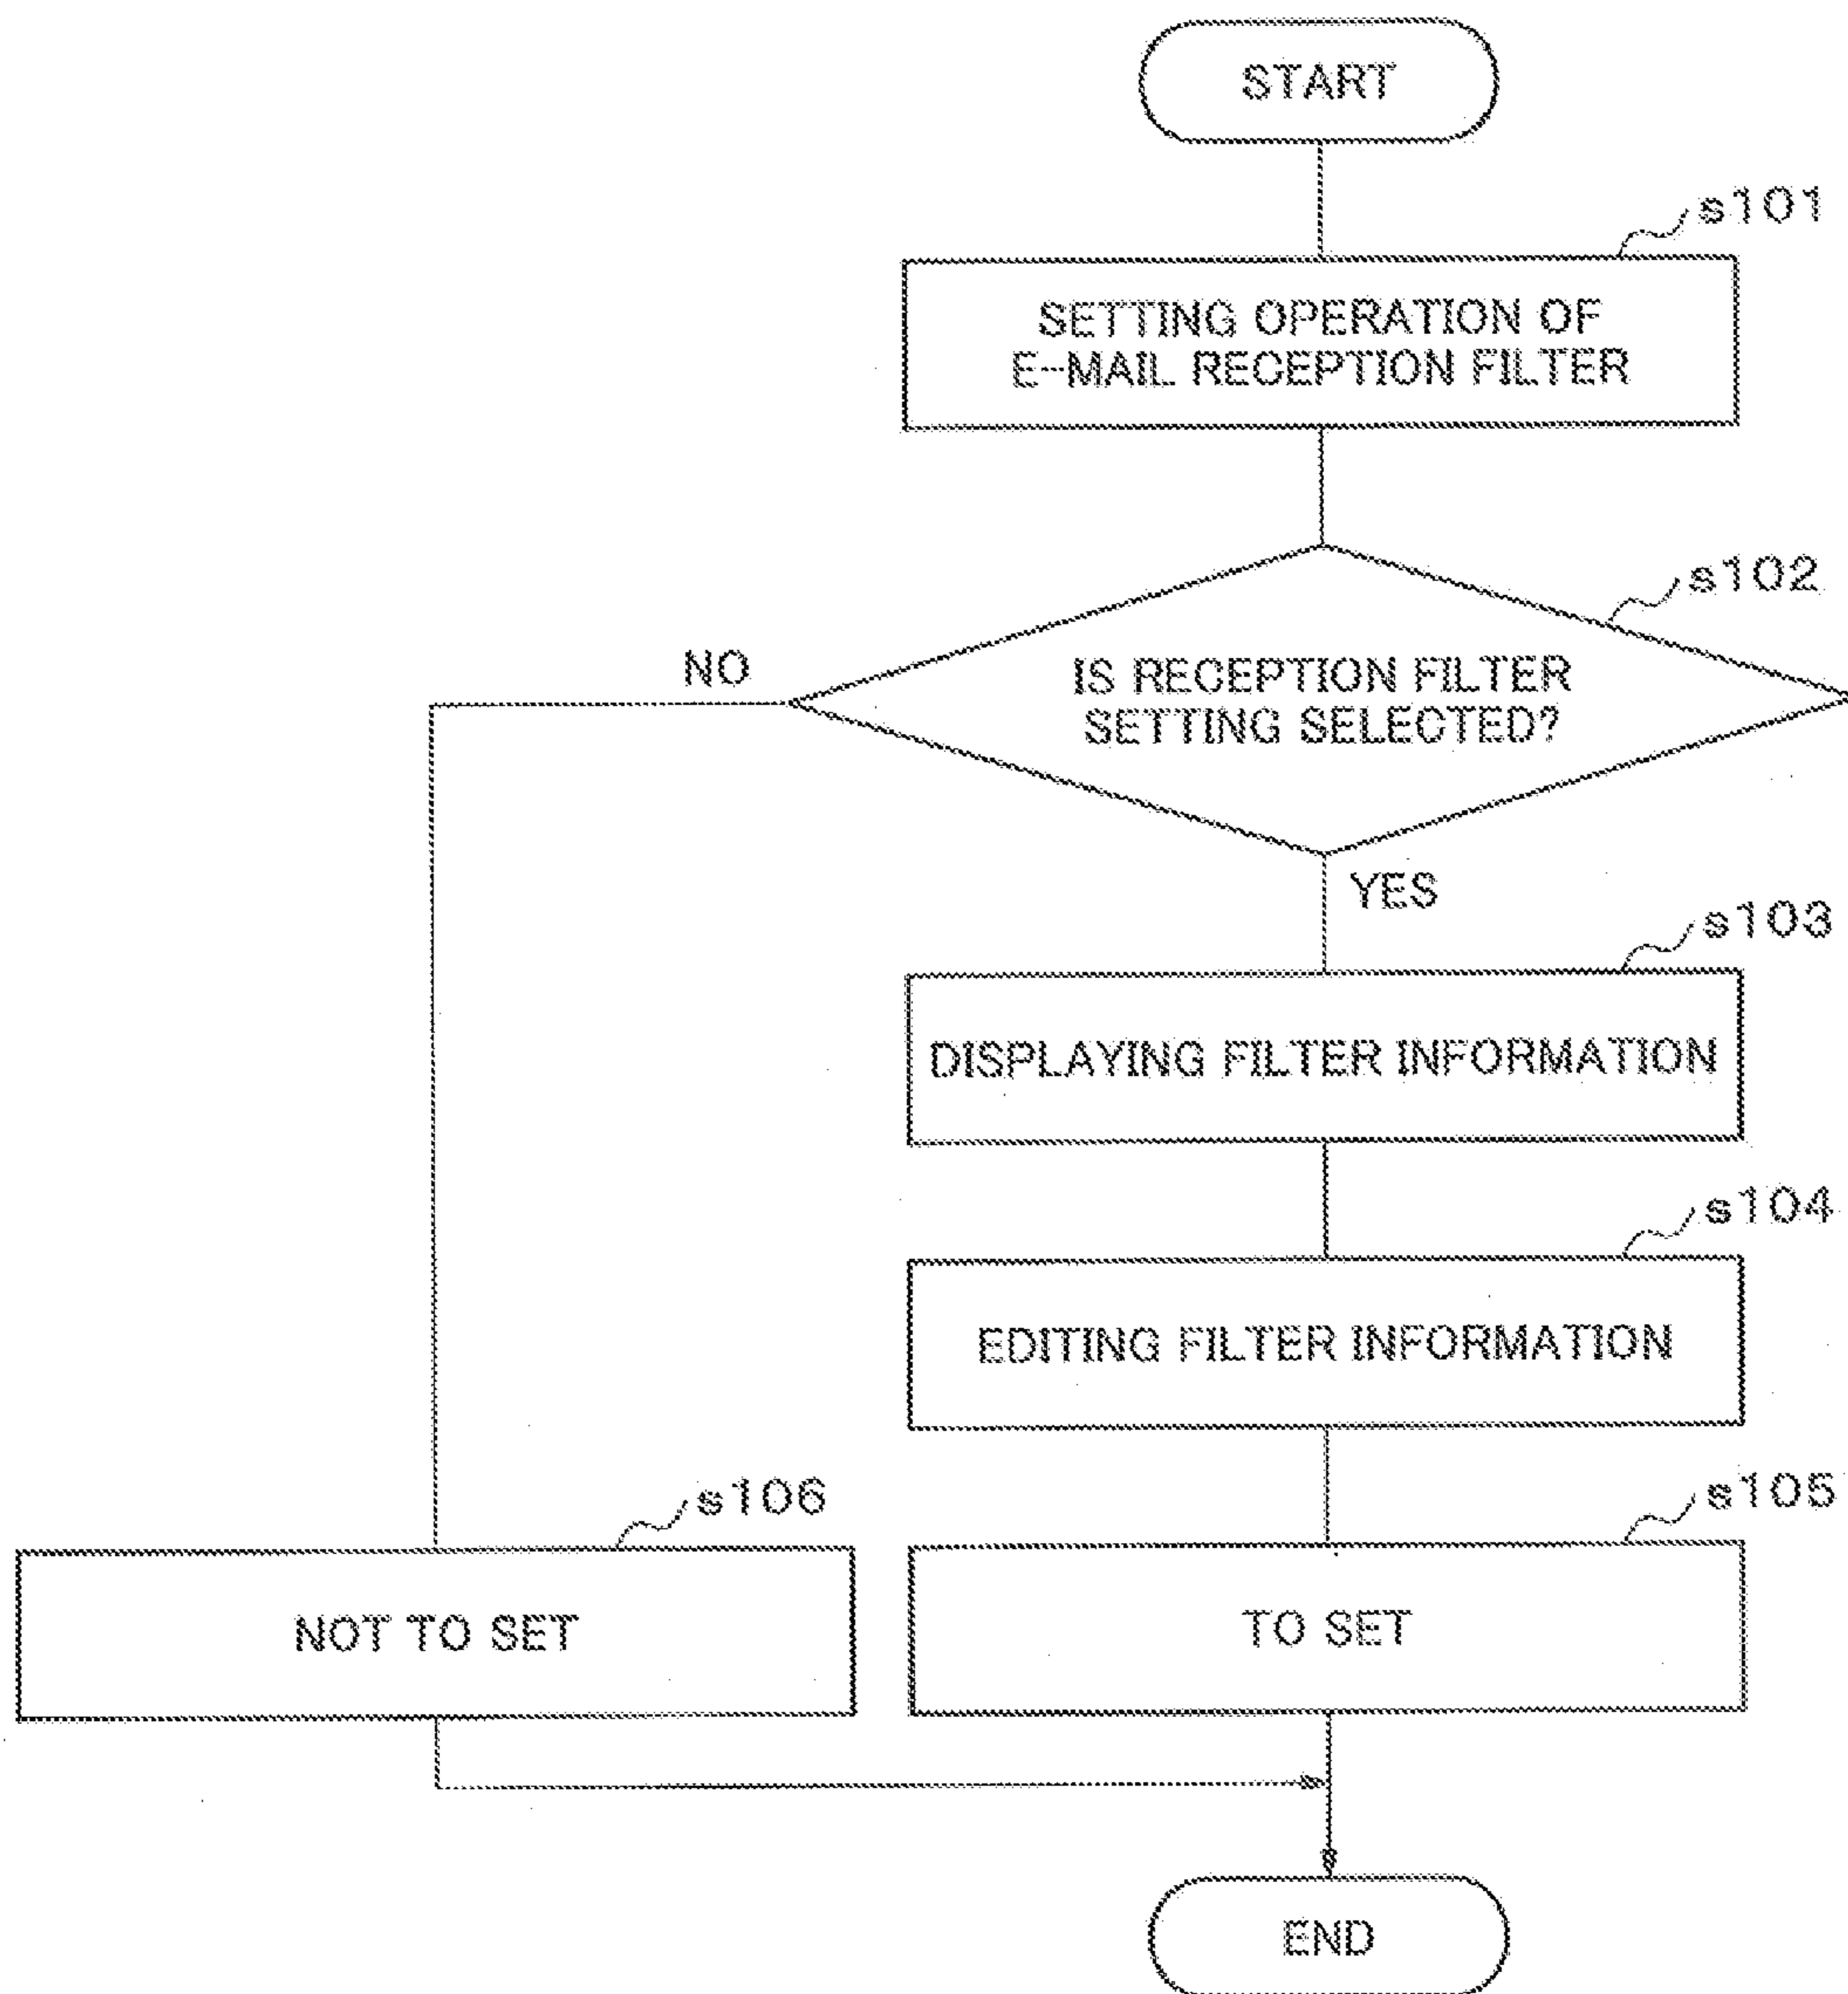 START
s101
SETTING OPERATION OF
E-MAIL RECEPTION FILTER
s102
NO
IS RECEPTION FILTER
SETTING SELECTED?
YES
s103
DISPLAYING FILTER INFORMATION
s104
EDITING FILTER INFORMATION
s106
s105
NOT TO SET
TO SET
END